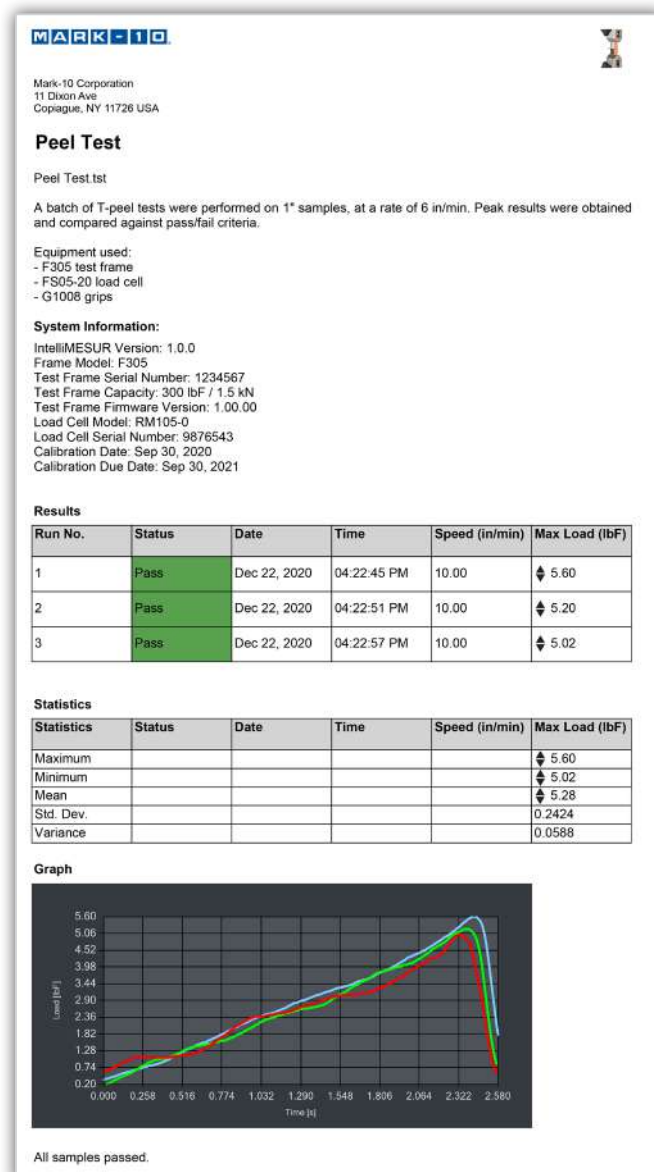 MARK-10
Mark-10 Corporation
11 Dixon Ave
Copiague, NY 11726 USA
Peel Test
Peel Test.tst
A batch of T-peel tests were performed on 1" samples, at a rate of 6 in/min. Peak results were obtained
and compared against pass/fail criteria.
Equipment used:
- F305 test frame
- FS05-20 load cell
- G1008 grips
System Information:
IntelliMESUR Version: 1.0.0
Frame Model: F305
Test Frame Serial Number: 1234567
Test Frame Capacity: 300 lbF / 1.5 kN
Test Frame Firmware Version: 1.00.00
Load Cell Model: RM105-0
Load Cell Serial Number: 9876543
Calibration Date: Sep 30, 2020
Calibration Due Date: Sep 30, 2021
Results
Run No. Status Date Time Speed (in/min) Max Load (lbF)
1 Pass Dec 22, 2020 04:22:45 PM 10.00 5.60
2 Pass Dec 22, 2020 04:22:51 PM 10.00 5.20
3 Pass Dec 22, 2020 04:22:57 PM 10.00 5.02
Statistics
Statistics Status Date Time Speed (in/min) Max Load (lbF)
Maximum 5.60
Minimum 5.02
Mean 5.28
Std. Dev. 0.2424
Variance 0.0588
Graph
5.60
5.06
4.52
3.98
3.44
2.90
2.36
1.82
1.28
0.74
0.20
Load [lbF]
0.000 0.258 0.516 0.774 1.032 1.290 1.548 1.806 2.064 2.322 2.580
Time [s]
All samples passed.